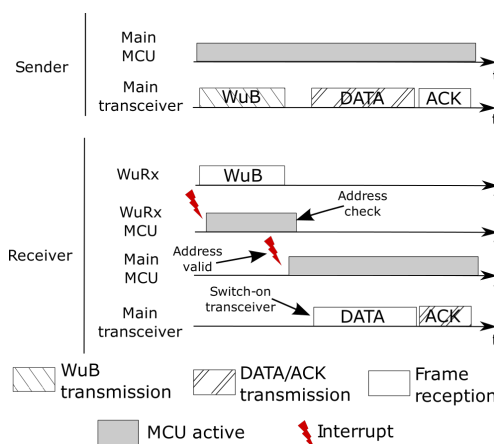 Main
MCU
Sender
Main
transceiver
WuB
DATA
ACK
t
WuRx
WuB
WuRx
MCU
Address
check
Receiver
Address
valid
Main
MCU
Switch-on
transceiver
Main
transceiver
DATA
ACK
WuB
transmission
DATA/ACK
transmission
Frame
reception
MCU active
Interrupt